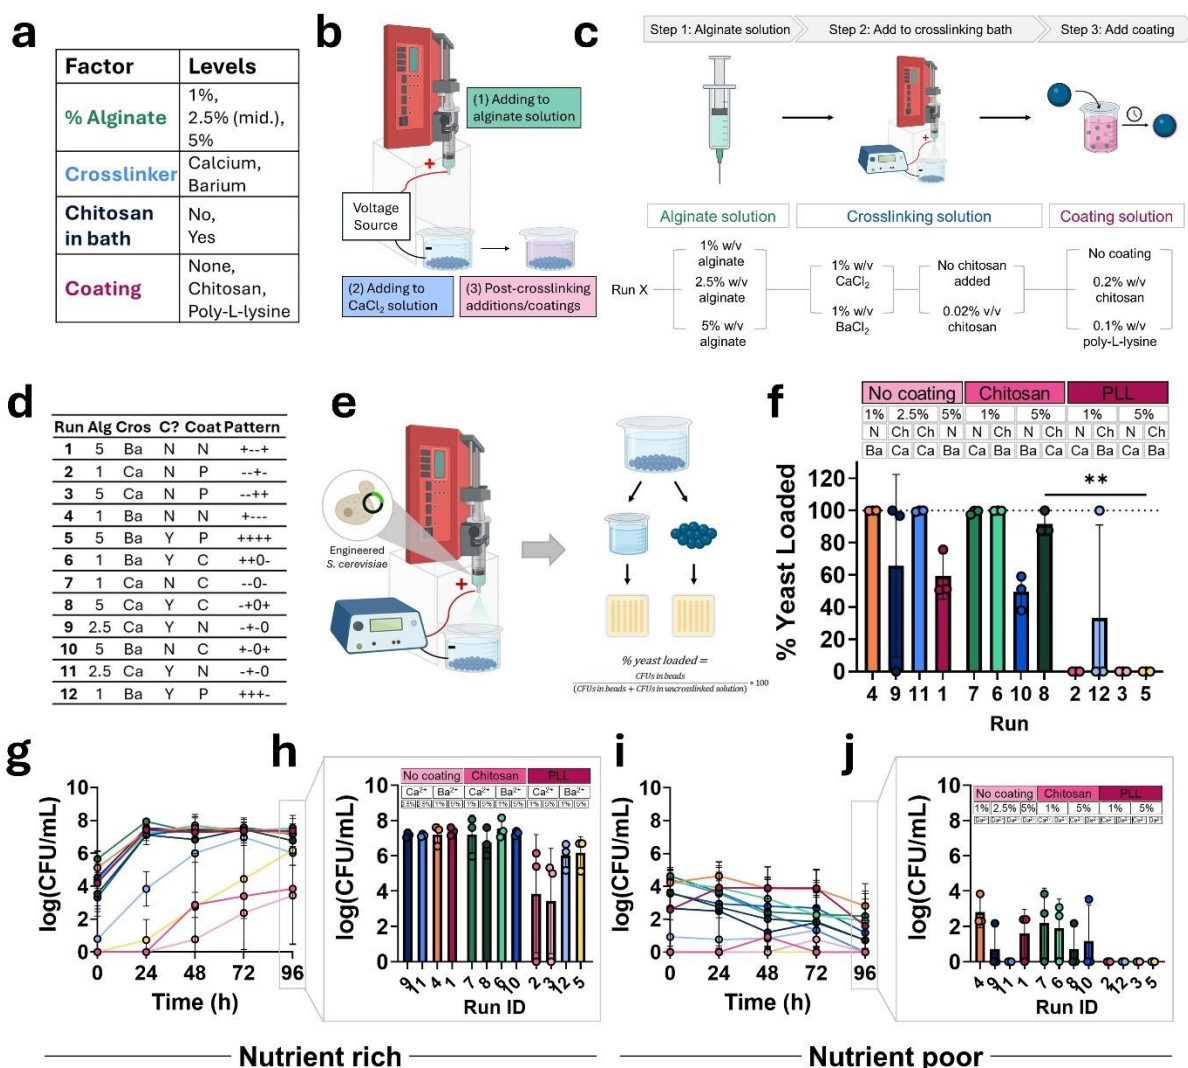 a
Factor Levels
% Alginate 1%, 2.5% (mid.), 5%
Crosslinker Calcium, Barium
Chitosan in bath No, Yes
Coating None, Chitosan, Poly-L-lysine
b
(1) Adding to
alginate solution
+
Voltage
Source
-
(2) Adding to
CaCl2 solution
(3) Post-crosslinking
additions/coatings
c
Step 1: Alginate solution
Step 2: Add to crosslinking bath
Step 3: Add coating
+
-
Alginate solution
Crosslinking solution
Coating solution
Run X
1% w/v
alginate
2.5% w/v
alginate
5% w/v
alginate
1% w/v
CaCl2
1% w/v
BaCl2
No chitosan
added
0.02% v/v
chitosan
No coating
0.2% w/v
chitosan
0.1% w/v
poly-L-lysine
d
Run Alg Cros C? Coat Pattern
1 5 Ba N N +--+
2 1 Ca N P --+-
3 5 Ca N P --++
4 1 Ba N N +---
5 5 Ba Y P ++++
6 1 Ba Y C ++0-
7 1 Ca N C --0-
8 5 Ca Y C -+0+
9 2.5 Ca Y N -+-0
10 5 Ba N C +-0+
11 2.5 Ca Y N -+-0
12 1 Ba Y P +++-
e
Engineered
S. cerevisiae
+
-
% yeast loaded =
CFUs in beads
(CFUs in beads + CFUs in uncrosslinked solution) * 100
f
No coating Chitosan PLL
1% 2.5% 5% 1% 5% 1% 5%
N Ch Ch N N Ch N Ch N Ch N Ch
Ba Ca Ca Ba Ca Ba Ba Ca Ca Ba Ca Ba
% Yeast Loaded
120
100
80
60
40
20
0
**
4 9 11 1 7 6 10 8 2 12 3 5
Run
g
log(CFU/mL)
10
8
6
4
2
0
0 24 48 72 96
Time (h)
h
No coating Chitosan PLL
Ca2+ Ba2+ Ca2+ Ba2+ Ca2+ Ba2+
2.5% 2.5% 1% 5% 1% 5% 1% 5% 1% 5% 1% 5%
log(CFU/mL)
10
8
6
4
2
0
9 11 4 1 7 8 6 10 2 3 12 5
Run ID
Nutrient rich
i
log(CFU/mL)
10
8
6
4
2
0
0 24 48 72 96
Time (h)
j
No coating Chitosan PLL
1% 2.5% 5% 1% 5% 1% 5%
log(CFU/mL)
10
8
6
4
2
0
4 9 11 1 7 6 8 10 2 12 3 5
Run ID
Nutrient poor